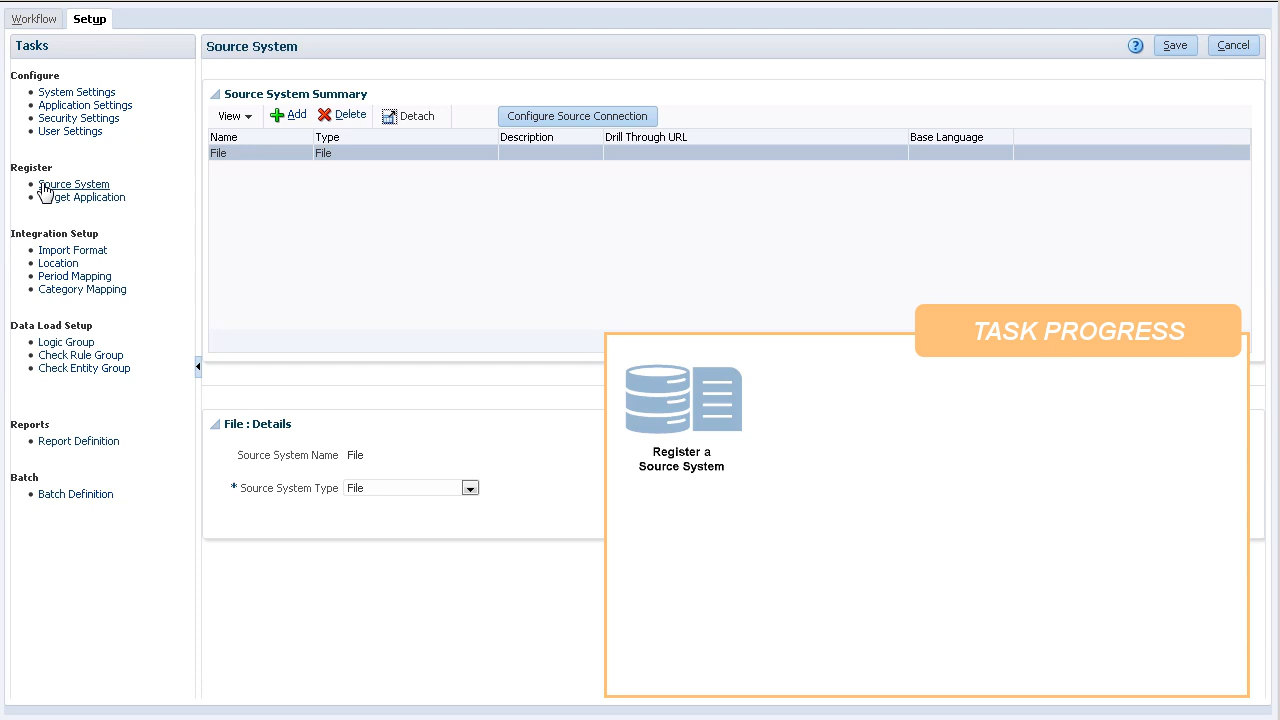 Workflow Setup
Tasks
Configure
System Settings
Application Settings
Security Settings
User Settings
Register
Source System
get Application
Integration Setup
Import Format
Location
Period Mapping
Category Mapping
Data Load Setup
Logic Group
Check Rule Group
Check Entity Group
Reports
Report Definition
Batch
Batch Definition
Source System
Save Cancel
Source System Summary
View Add Delete Detach Configure Source Connection
Name Type Description Drill Through URL Base Language
File File
File : Details
Source System Name File
* Source System Type File
TASK PROGRESS
Register a
Source System